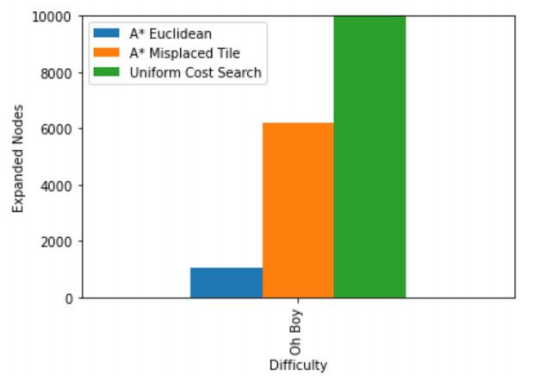 10000
8000
6000
4000
2000
0
Expanded Nodes
A* Euclidean
A* Misplaced Tile
Uniform Cost Search
Oh Boy
Difficulty